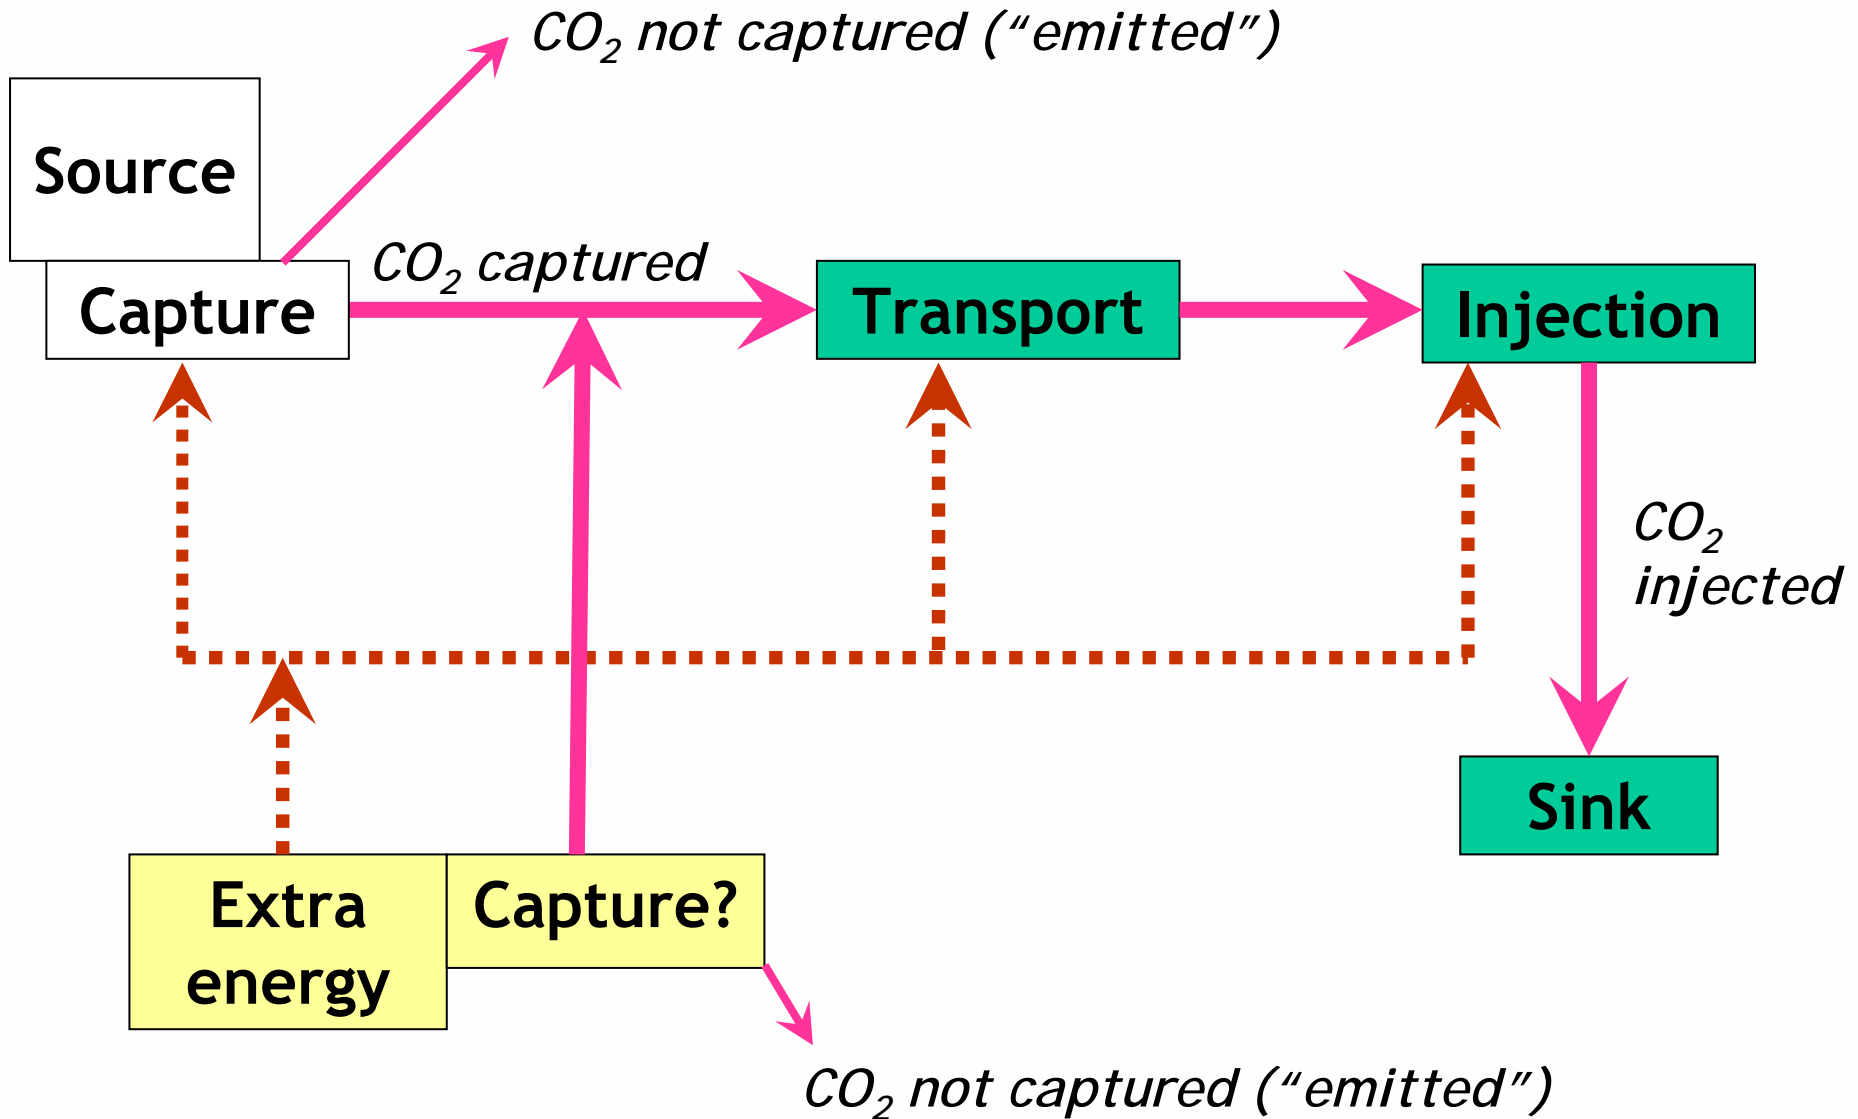 CO₂ not captured (“emitted”)
Source
CO₂ captured
Capture
Transport
Injection
CO₂
injected
Sink
Extra
energy
Capture?
CO₂ not captured (“emitted”)